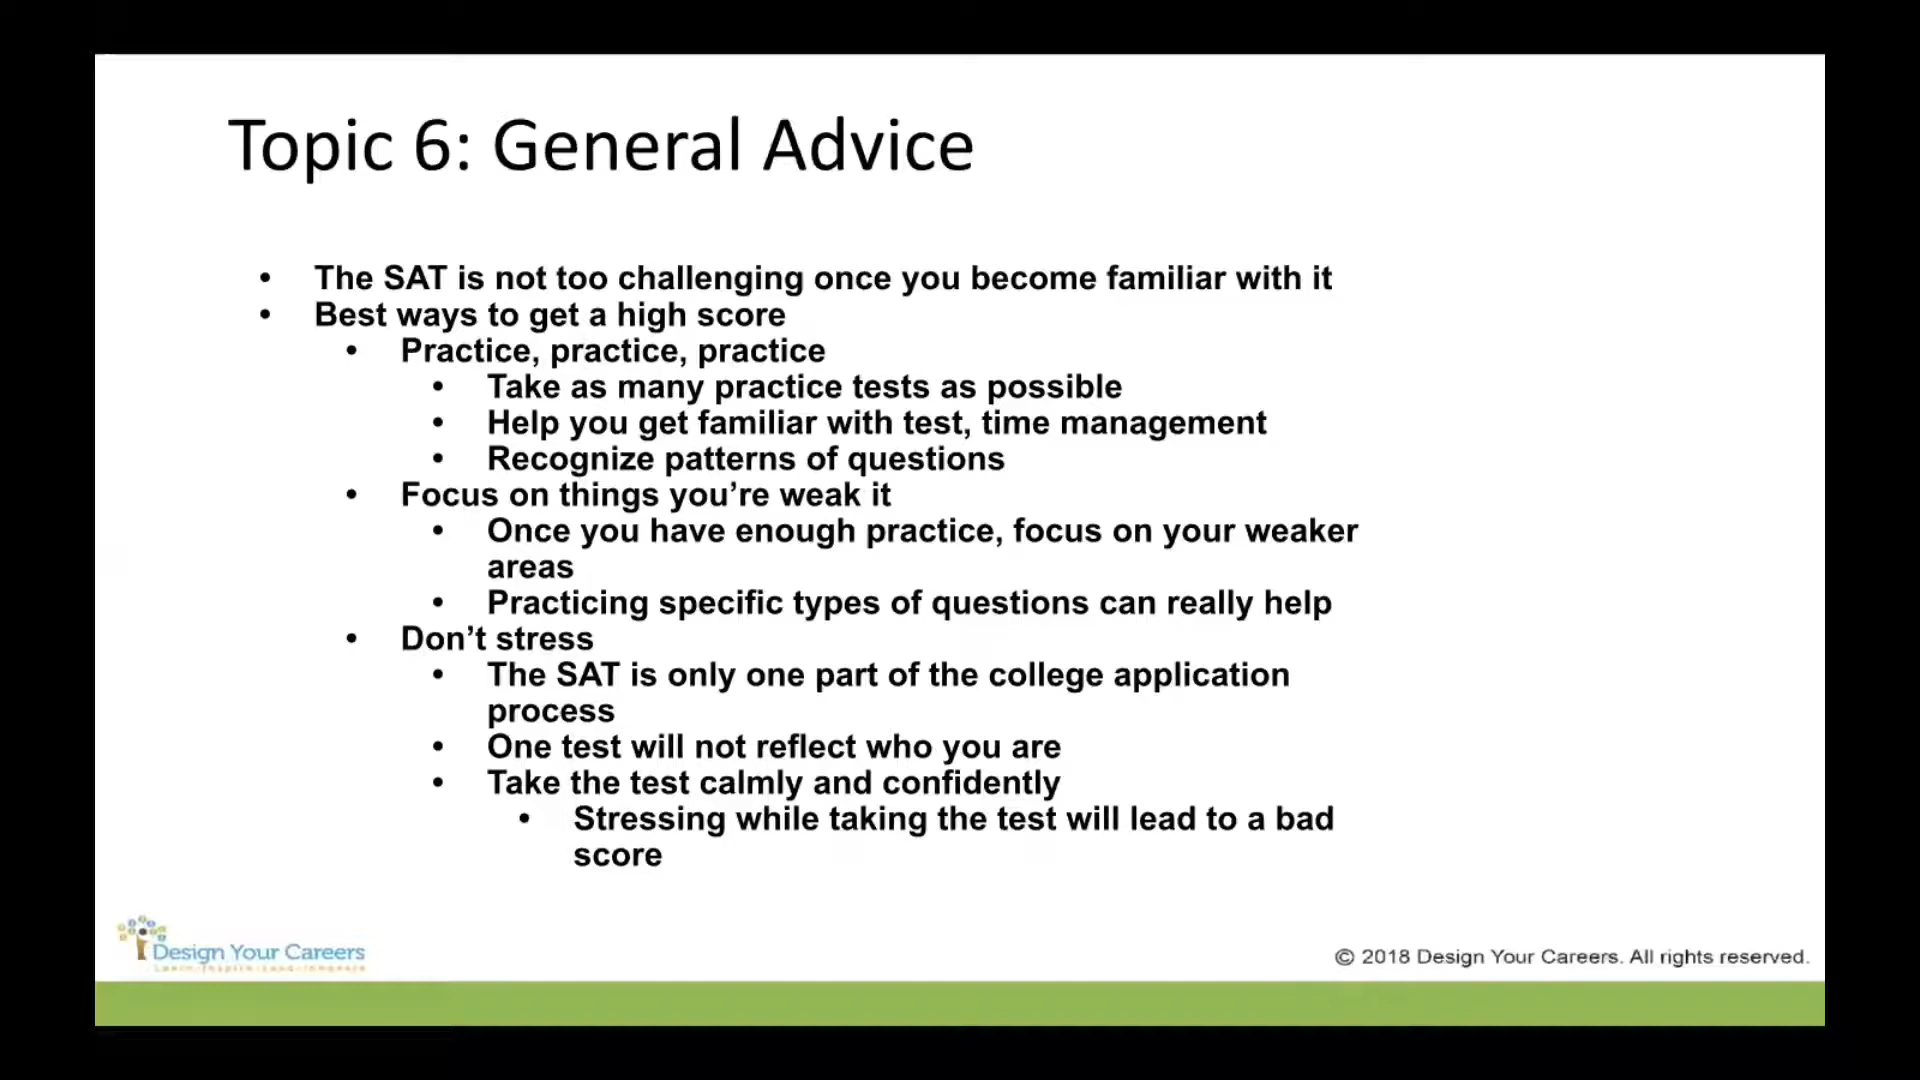 Topic 6: General Advice
• The SAT is not too challenging once you become familiar with it
• Best ways to get a high score
• Practice, practice, practice
• Take as many practice tests as possible
• Help you get familiar with test, time management
• Recognize patterns of questions
• Focus on things you’re weak it
• Once you have enough practice, focus on your weaker
areas
• Practicing specific types of questions can really help
• Don’t stress
• The SAT is only one part of the college application
process
• One test will not reflect who you are
• Take the test calmly and confidently
• Stressing while taking the test will lead to a bad
score
Design Your Careers
© 2018 Design Your Careers. All rights reserved.